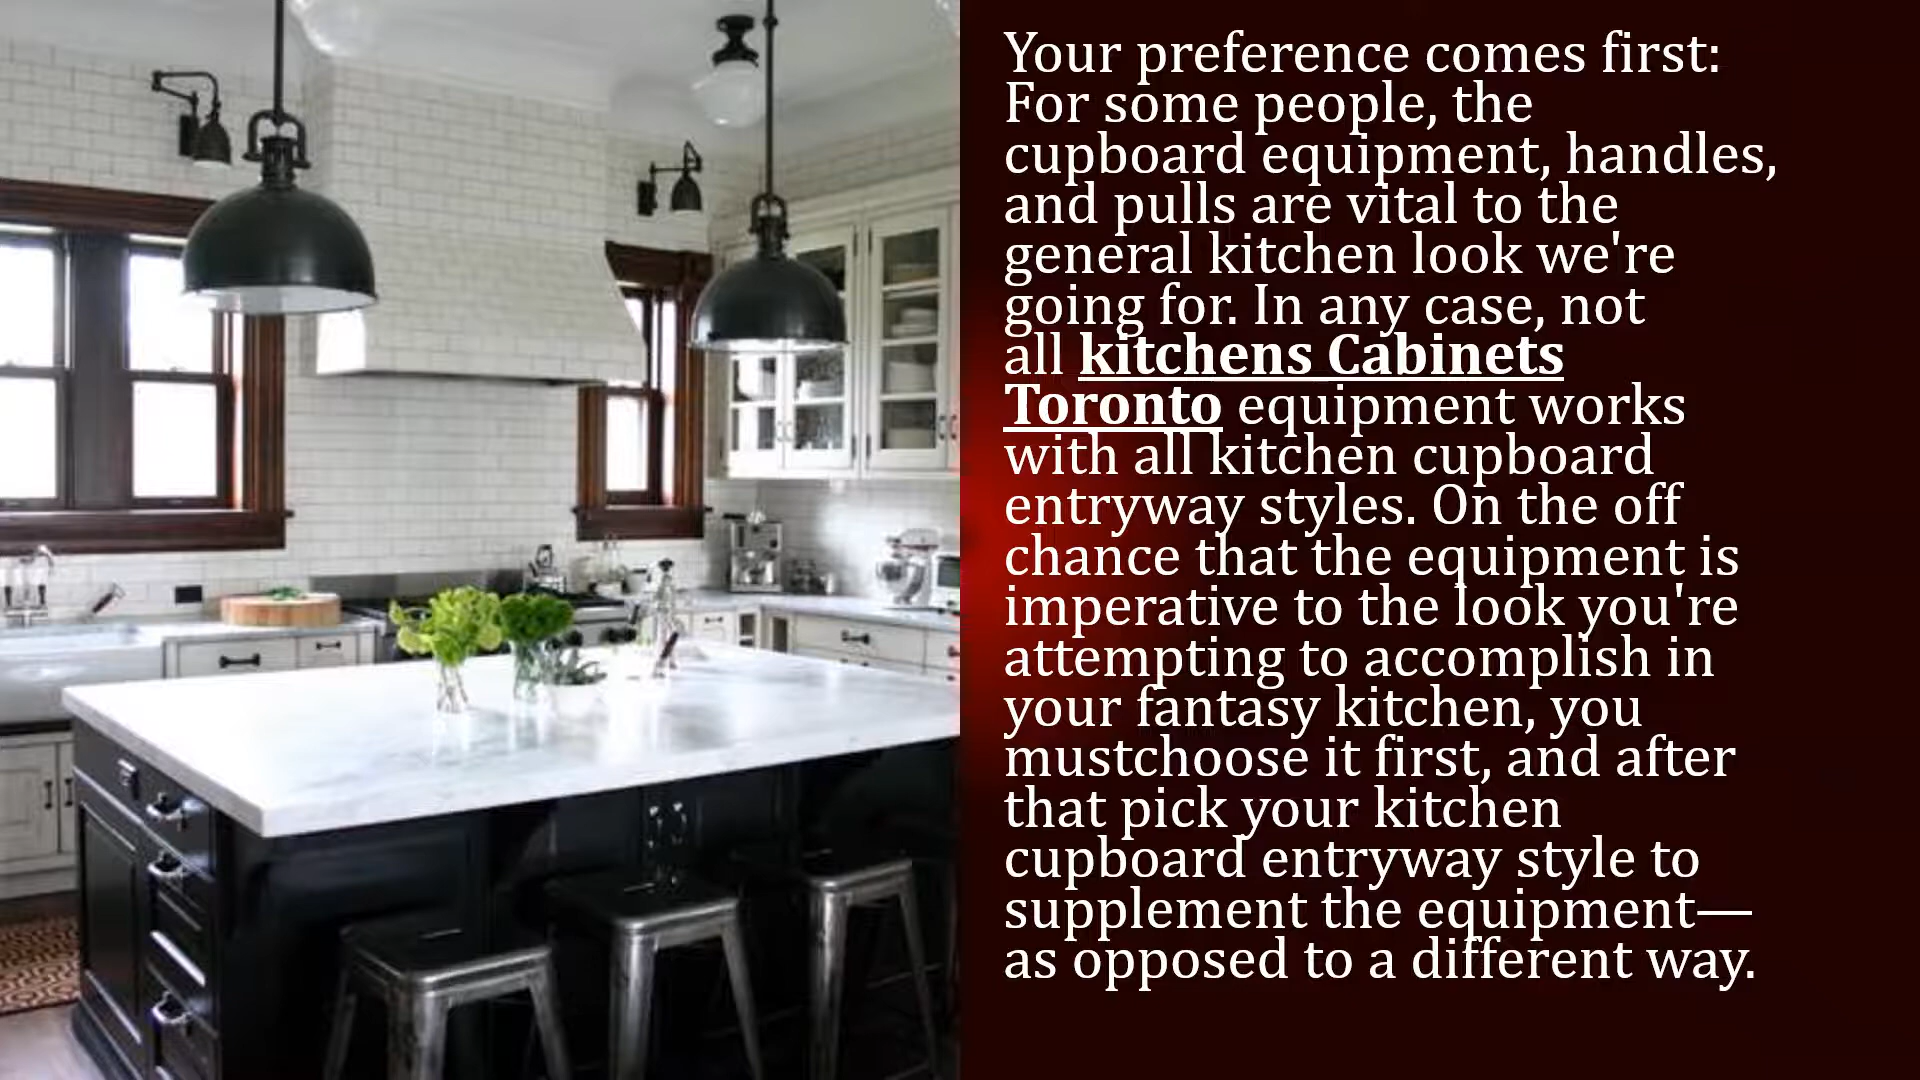 Your preference comes first:
For some people, the
cupboard equipment, handles,
and pulls are vital to the
general kitchen look we're
going for. In any case, not
all kitchens Cabinets
Toronto equipment works
with all kitchen cupboard
entryway styles. On the off
chance that the equipment is
imperative to the look you're
attempting to accomplish in
your fantasy kitchen, you
mustchoose it first, and after
that pick your kitchen
cupboard entryway style to
supplement the equipment—
as opposed to a different way.